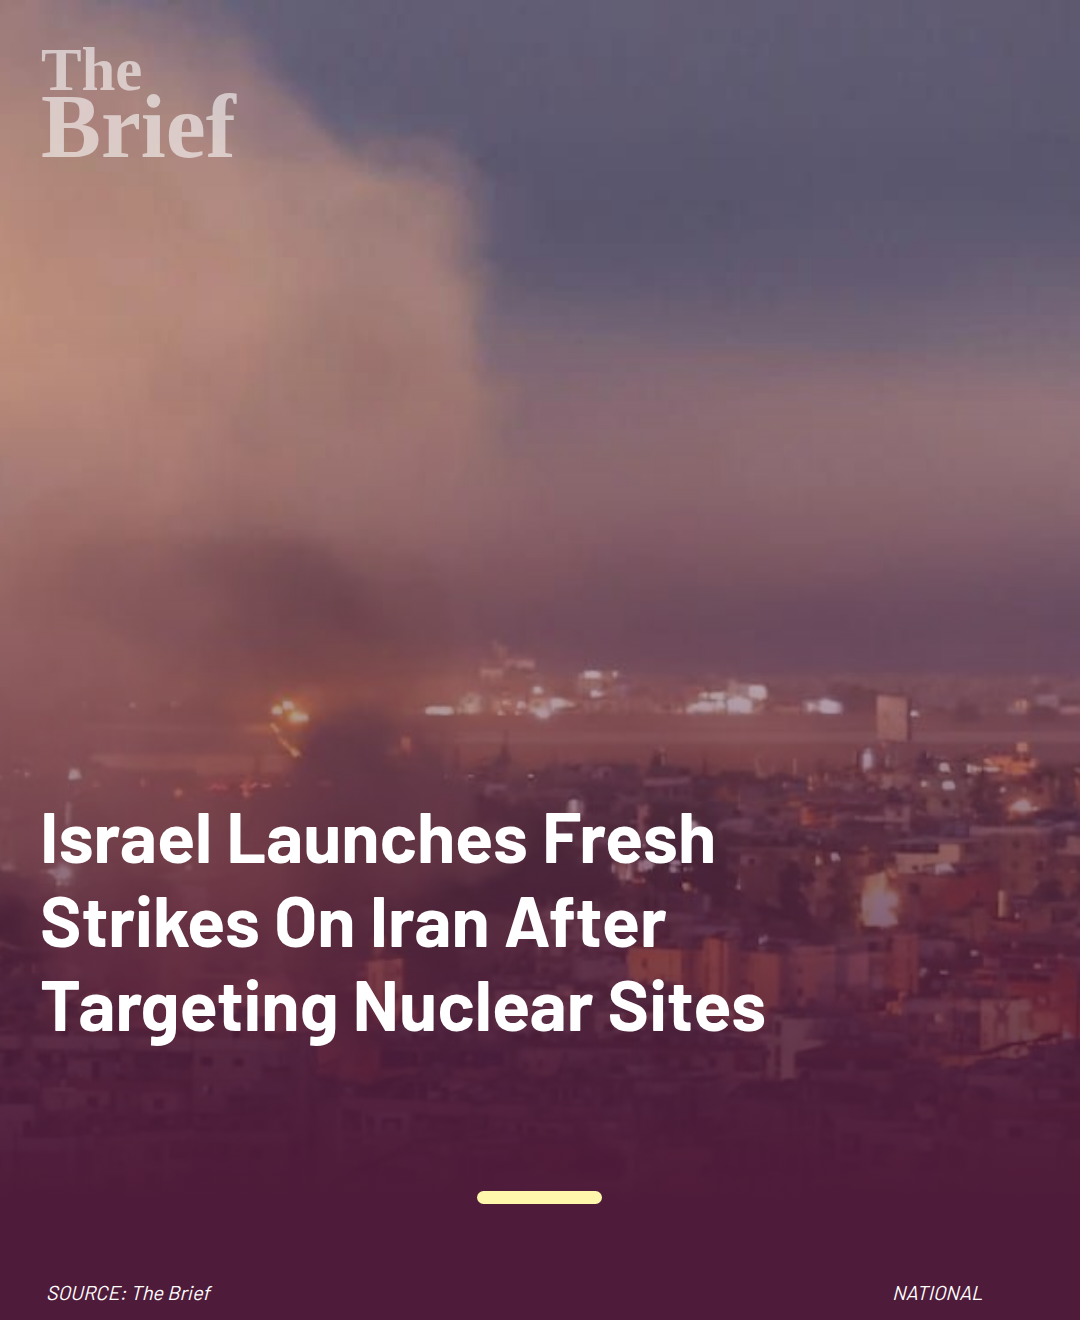 The
Brief
Israel Launches Fresh
Strikes On Iran After
Targeting Nuclear Sites
SOURCE: The Brief
NATIONAL